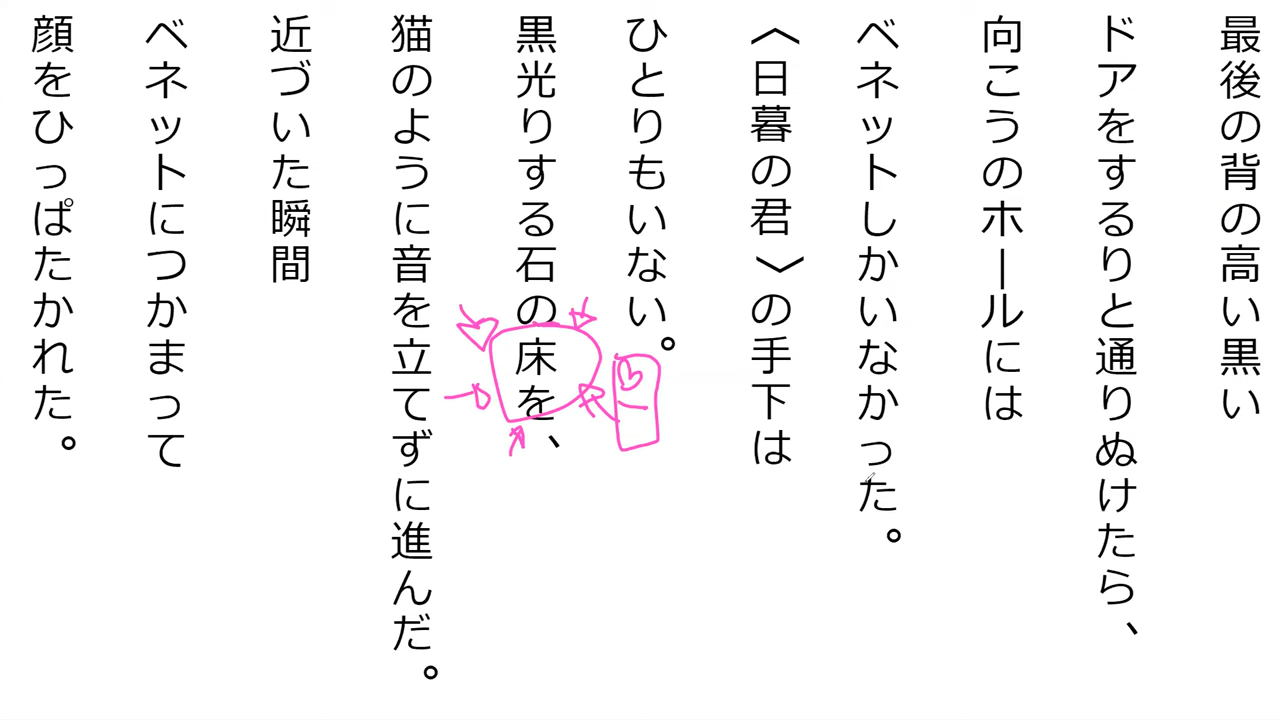 最後の背の高い黒い
ドアをするりと通りぬけたら、
向こうのホールには
ベネットしかいなかった。
〈日暮の君〉の手下は
ひとりもいない。
黒光りする石の床を、
猫のように音を立てずに進んだ。
近づいた瞬間
ベネットにつかまって
顔をひっぱたかれた。